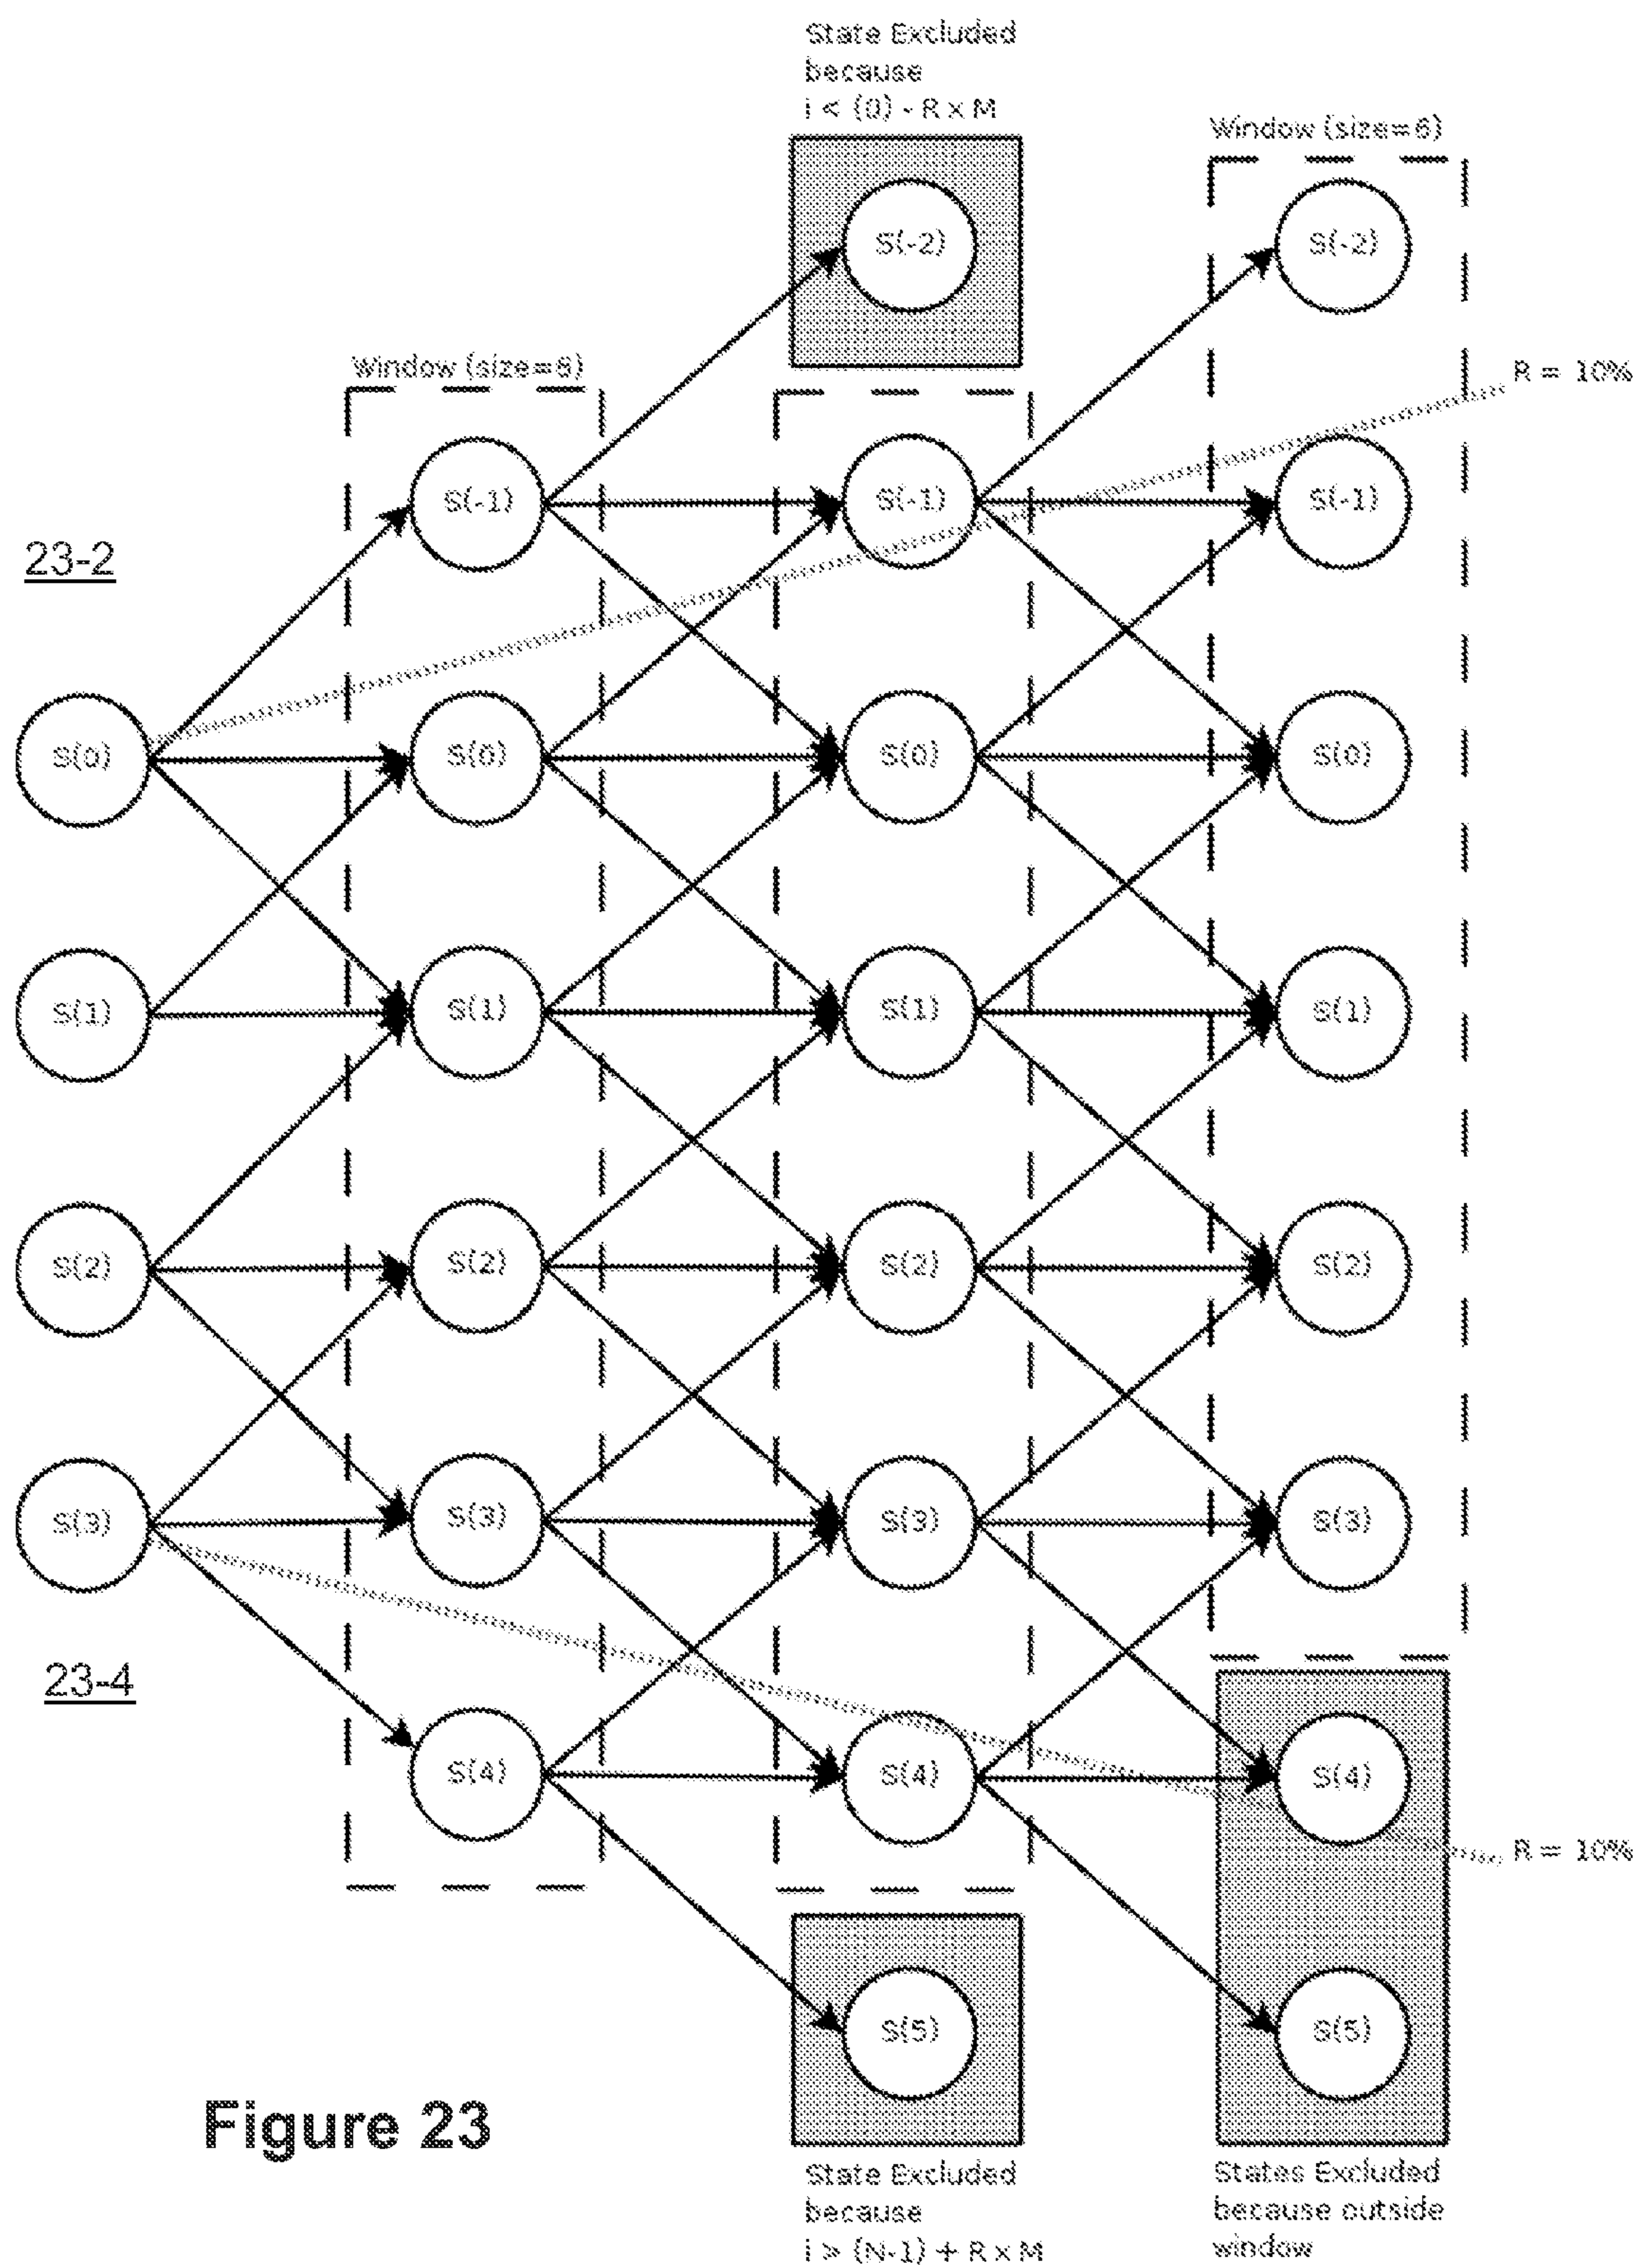 State Excluded
because
i < (0) - R x M
Window (size=6)
S(-2)
S(-2)
Window (size=6)
R = 10%
S(-1)
S(-1)
S(-1)
23-2
S(0)
S(0)
S(0)
S(0)
S(1)
S(1)
S(1)
S(1)
S(2)
S(2)
S(2)
S(2)
S(3)
S(3)
S(3)
S(3)
23-4
S(4)
S(4)
S(4)
R = 10%
S(5)
S(5)
Figure 23
State Excluded
because
i > (N-1) + R x M
States Excluded
because outside
window